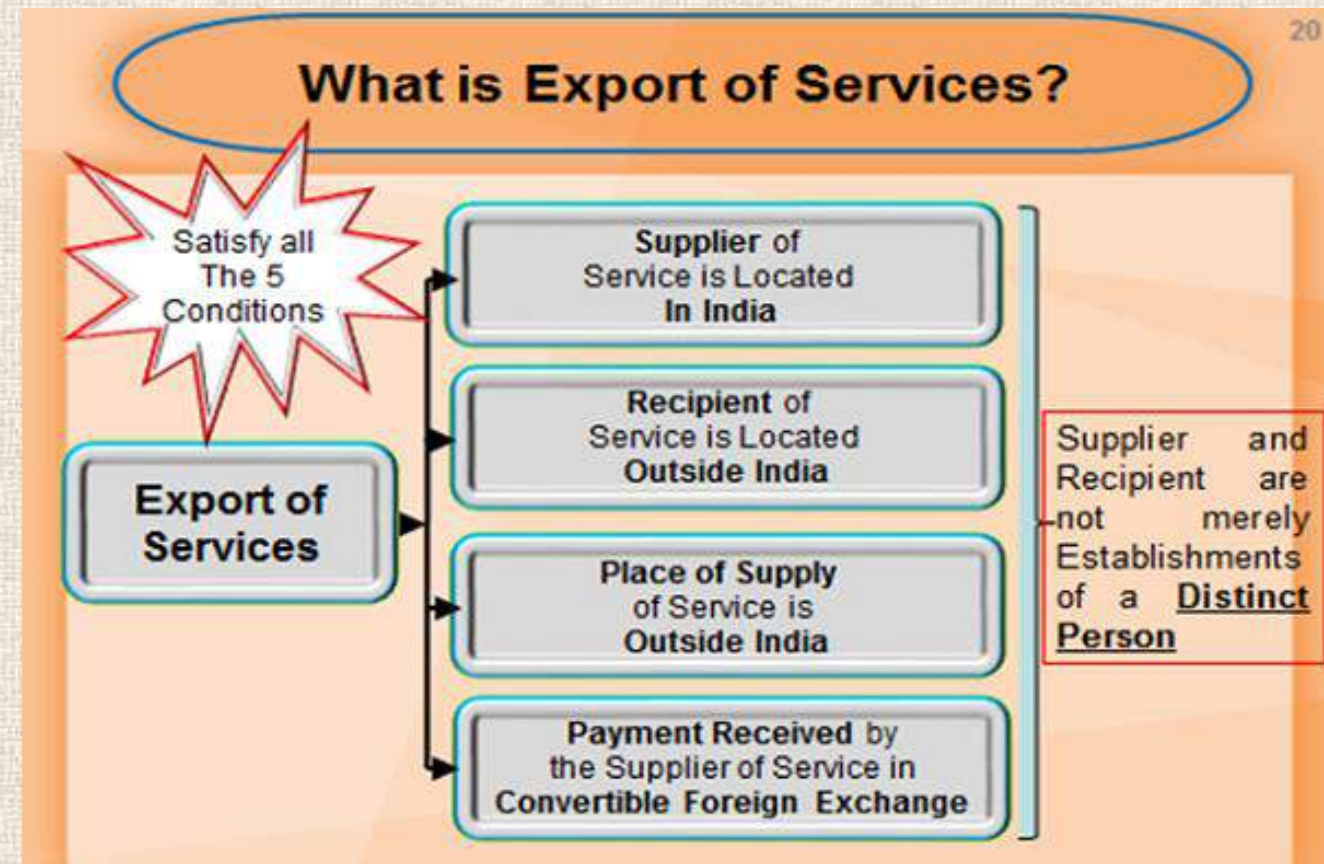 20
What is Export of Services?
Satisfy all
The 5
Conditions
Export of
Services
Supplier of
Service is Located
In India
Recipient of
Service is Located
Outside India
Place of Supply
of Service is
Outside India
Payment Received by
the Supplier of Service in
Convertible Foreign Exchange
Supplier and
Recipient are
not merely
Establishments
of a Distinct
Person